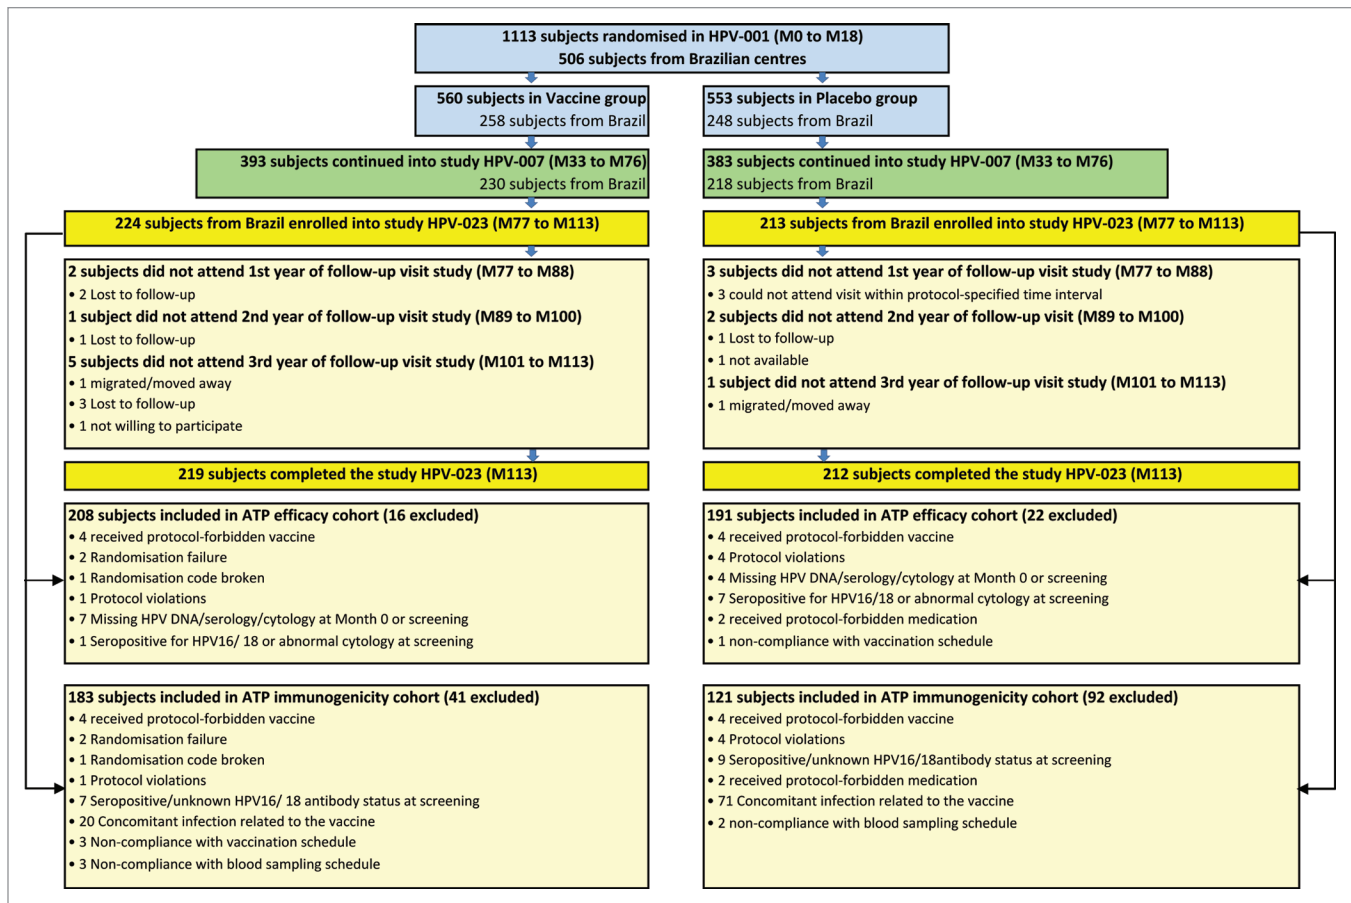 1113 subjects randomised in HPV-001 (M0 to M18)
506 subjects from Brazilian centres
560 subjects in Vaccine group
258 subjects from Brazil
553 subjects in Placebo group
248 subjects from Brazil
393 subjects continued into study HPV-007 (M33 to M76)
230 subjects from Brazil
383 subjects continued into study HPV-007 (M33 to M76)
218 subjects from Brazil
224 subjects from Brazil enrolled into study HPV-023 (M77 to M113)
213 subjects from Brazil enrolled into study HPV-023 (M77 to M113)
2 subjects did not attend 1st year of follow-up visit study (M77 to M88)
• 2 Lost to follow-up
1 subject did not attend 2nd year of follow-up visit study (M89 to M100)
• 1 Lost to follow-up
5 subjects did not attend 3rd year of follow-up visit study (M101 to M113)
• 1 migrated/moved away
• 3 Lost to follow-up
• 1 not willing to participate
3 subjects did not attend 1st year of follow-up visit study (M77 to M88)
• 3 could not attend visit within protocol-specified time interval
2 subjects did not attend 2nd year of follow-up visit (M89 to M100)
• 1 Lost to follow-up
• 1 not available
1 subject did not attend 3rd year of follow-up visit study (M101 to M113)
• 1 migrated/moved away
219 subjects completed the study HPV-023 (M113)
212 subjects completed the study HPV-023 (M113)
208 subjects included in ATP efficacy cohort (16 excluded)
• 4 received protocol-forbidden vaccine
• 2 Randomisation failure
• 1 Randomisation code broken
• 1 Protocol violations
• 7 Missing HPV DNA/serology/cytology at Month 0 or screening
• 1 Seropositive for HPV16/ 18 or abnormal cytology at screening
191 subjects included in ATP efficacy cohort (22 excluded)
• 4 received protocol-forbidden vaccine
• 4 Protocol violations
• 4 Missing HPV DNA/serology/cytology at Month 0 or screening
• 7 Seropositive for HPV16/18 or abnormal cytology at screening
• 2 received protocol-forbidden medication
• 1 non-compliance with vaccination schedule
183 subjects included in ATP immunogenicity cohort (41 excluded)
• 4 received protocol-forbidden vaccine
• 2 Randomisation failure
• 1 Randomisation code broken
• 1 Protocol violations
• 7 Seropositive/unknown HPV16/ 18 antibody status at screening
• 20 Concomitant infection related to the vaccine
• 3 Non-compliance with vaccination schedule
• 3 Non-compliance with blood sampling schedule
121 subjects included in ATP immunogenicity cohort (92 excluded)
• 4 received protocol-forbidden vaccine
• 4 Protocol violations
• 9 Seropositive/unknown HPV16/18antibody status at screening
• 2 received protocol-forbidden medication
• 71 Concomitant infection related to the vaccine
• 2 non-compliance with blood sampling schedule